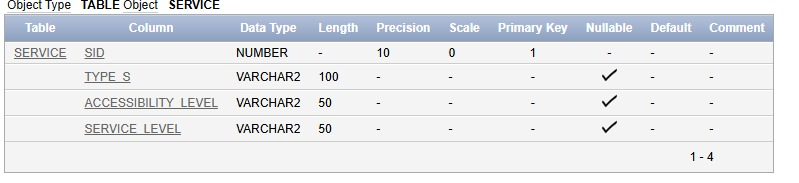 Object Type TABLE Object SERVICE
Table Column Data Type Length Precision Scale Primary Key Nullable Default Comment
SERVICE SID NUMBER - 10 0 1 - - -
TYPE_S VARCHAR2 100 - - - - -
ACCESSIBILITY_LEVEL VARCHAR2 50 - - - - -
SERVICE_LEVEL VARCHAR2 50 - - - - -
1 - 4